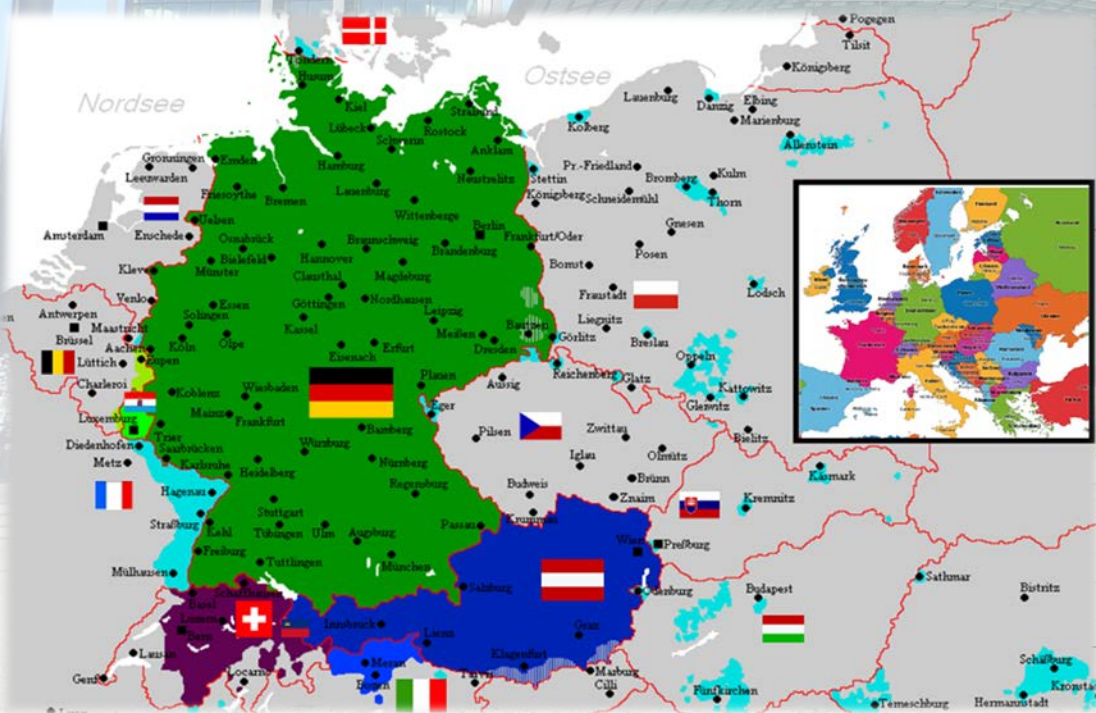 Pogegen
Tilsit
Königsberg
Nordsee
Ostsee
Tondern
Husum
Kiel
Lübeck
Schwerin
Rostock
Stralsund
Anklam
Neustrelitz
Hamburg
Lauenburg
Wittenberge
Lauenburg
Danzig
Elbing
Marienburg
Kolberg
Allenstein
Stettin
Königsberg
Pr.-Friedland
Schneidemühl
Bromberg
Kulm
Thorn
Gnesen
Posen
Gronningen
Leeuwarden
Emden
Friesoythe
Bremen
Uelsen
Amsterdam
Enschede
Osnabrück
Bielefeld
Münster
Hannover
Clausthal
Braunschweig
Magdeburg
Brandenburg
Berlin
Frankfurt/Oder
Bomst
Fraustadt
Lodsch
Kleve
Venlo
Antwerpen
Maastricht
Brüssel
Aachen
Lüttich
Eupen
Charleroi
Essen
Solingen
Köln
Olpe
Göttingen
Nordhausen
Kassel
Eisenach
Erfurt
Leipzig
Meißen
Dresden
Bautzen
Görlitz
Liegnitz
Breslau
Oppeln
Reichenberg
Glatz
Kattowitz
Gleiwitz
Bielitz
Aussig
Plauen
Eger
Pilsen
Zwittau
Olmütz
Iglau
Brünn
Budweis
Znaim
Krummau
Käsmark
Kremnitz
Koblenz
Wiesbaden
Mainz
Frankfurt
Luxemburg
Trier
Diedenhofen
Saarbrücken
Metz
Karlsruhe
Heidelberg
Würzburg
Bamberg
Nürnberg
Regensburg
Hagenau
Straßburg
Kehl
Stuttgart
Tübingen
Ulm
Augsburg
Passau
Freiburg
Tuttlingen
München
Mülhausen
Schaffhausen
Basel
Luzern
Bern
Lausan
Genf
Locarn
Salzburg
Wien
Preßburg
Ödenburg
Innsbruck
Lienz
Graz
Klagenfurt
Meran
Bozen
Tarvis
Marburg
Cilli
Budapest
Sathmar
Bistritz
Fünfkirchen
Temeschburg
Schäßburg
Hermannstadt
Kronsta